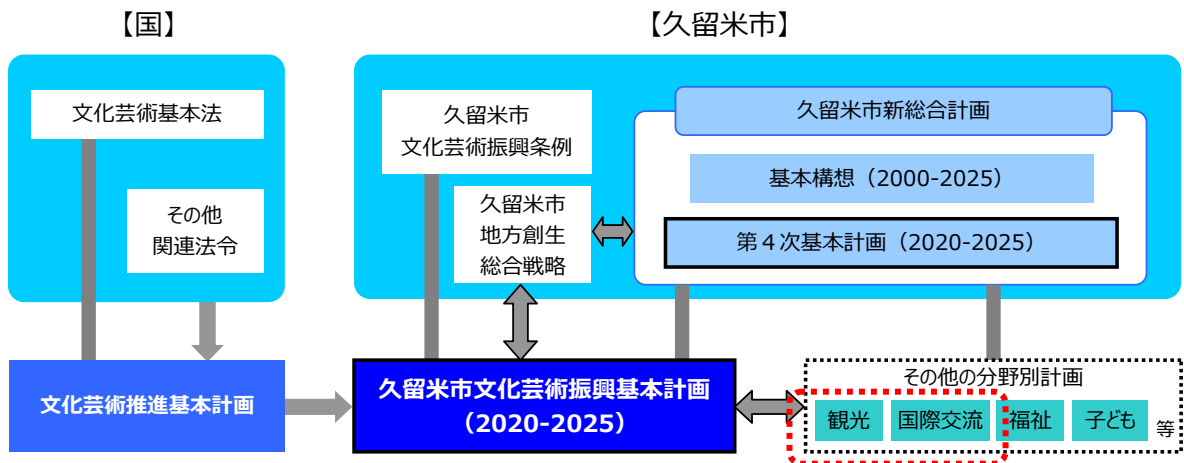 【国】
文化芸術基本法
その他
関連法令
文化芸術推進基本計画
【久留米市】
久留米市
文化芸術振興条例
久留米市
地方創生
総合戦略
久留米市新総合計画
基本構想（2000-2025）
第４次基本計画（2020-2025）
久留米市文化芸術振興基本計画
（2020-2025）
その他の分野別計画
観光 国際交流 福祉 子ども 等